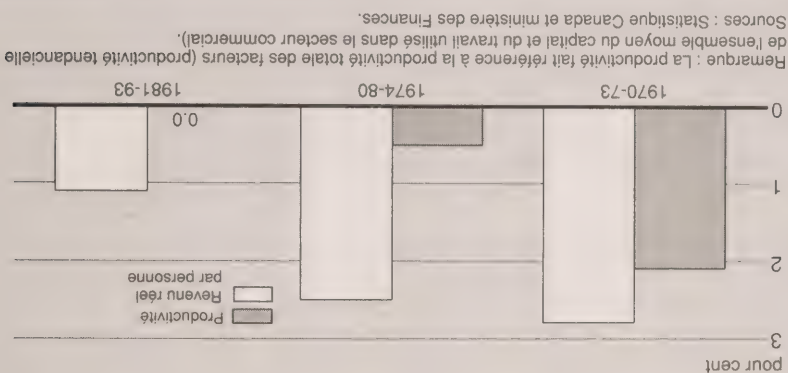 pour cent
3
Productivité
Revenu réel
par personne
2
1
0
0.0
1970-73
1974-80
1981-93
Remarque : La productivité fait référence à la productivité totale des facteurs (productivité tendancielle
de l'ensemble moyen du capital et du travail utilisé dans le secteur commercial).
Sources : Statistique Canada et ministère des Finances.